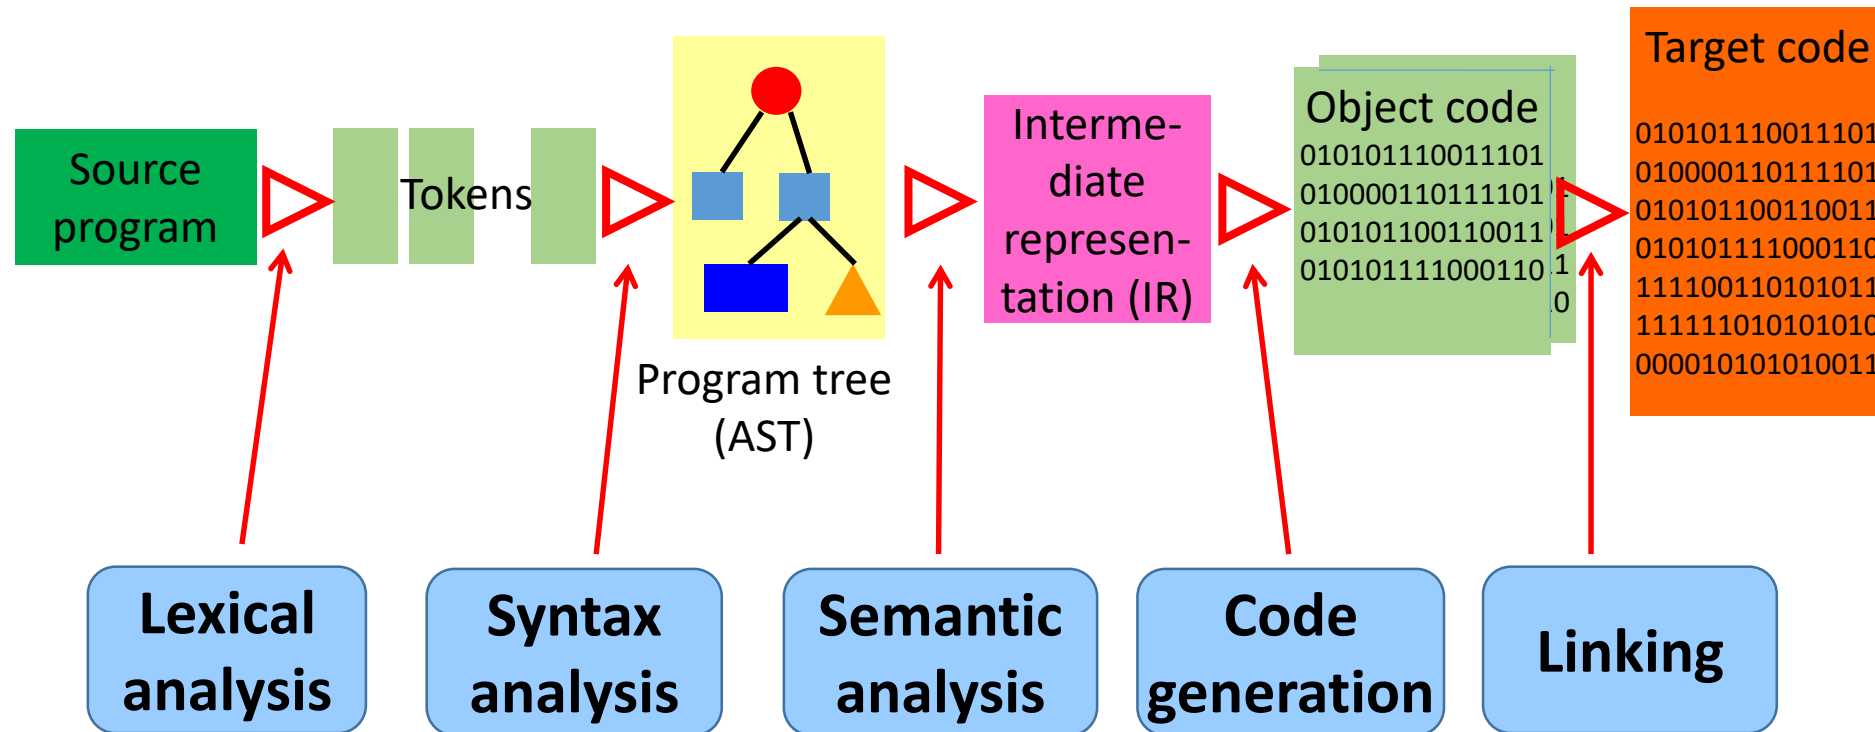 Source
program
Tokens
Program tree
(AST)
Interme-
diate
represen-
tation (IR)
Object code
010101110011101
010000110111101
010101100110011
010101111000110
Target code
010101110011101
010000110111101
010101100110011
010101111000110
111100110101011
111111010101010
000010101010011
Lexical
analysis
Syntax
analysis
Semantic
analysis
Code
generation
Linking